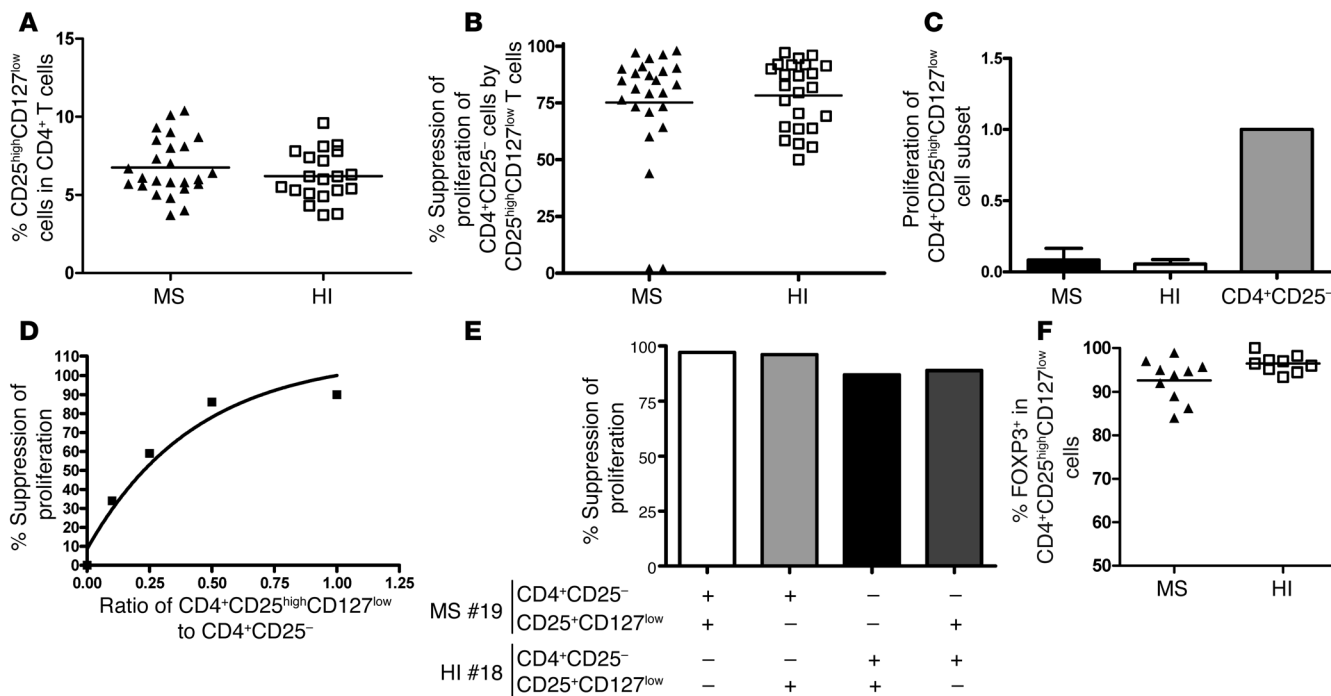 A
% CD25highCD127low
cells in CD4+ T cells
15
10
5
0
MS
HI
B
% Suppression of
proliferation of
CD4+CD25− cells by
CD25highCD127low T cells
100
75
50
25
0
MS
HI
C
Proliferation of
CD4+CD25highCD127low
cell subset
1.5
1.0
0.5
0.0
MS
HI
CD4+CD25−
D
% Suppression of
proliferation
110
100
90
80
70
60
50
40
30
20
10
0
0.00
0.25
0.50
0.75
1.00
1.25
Ratio of CD4+CD25highCD127low
to CD4+CD25−
E
% Suppression of
proliferation
100
75
50
25
0
MS #19
CD4+CD25− + + − −
CD25+CD127low + − − +
HI #18
CD4+CD25− − − + +
CD25+CD127low − + + −
F
% FOXP3+ in
CD4+CD25highCD127low
cells
100
90
80
70
60
50
MS
HI